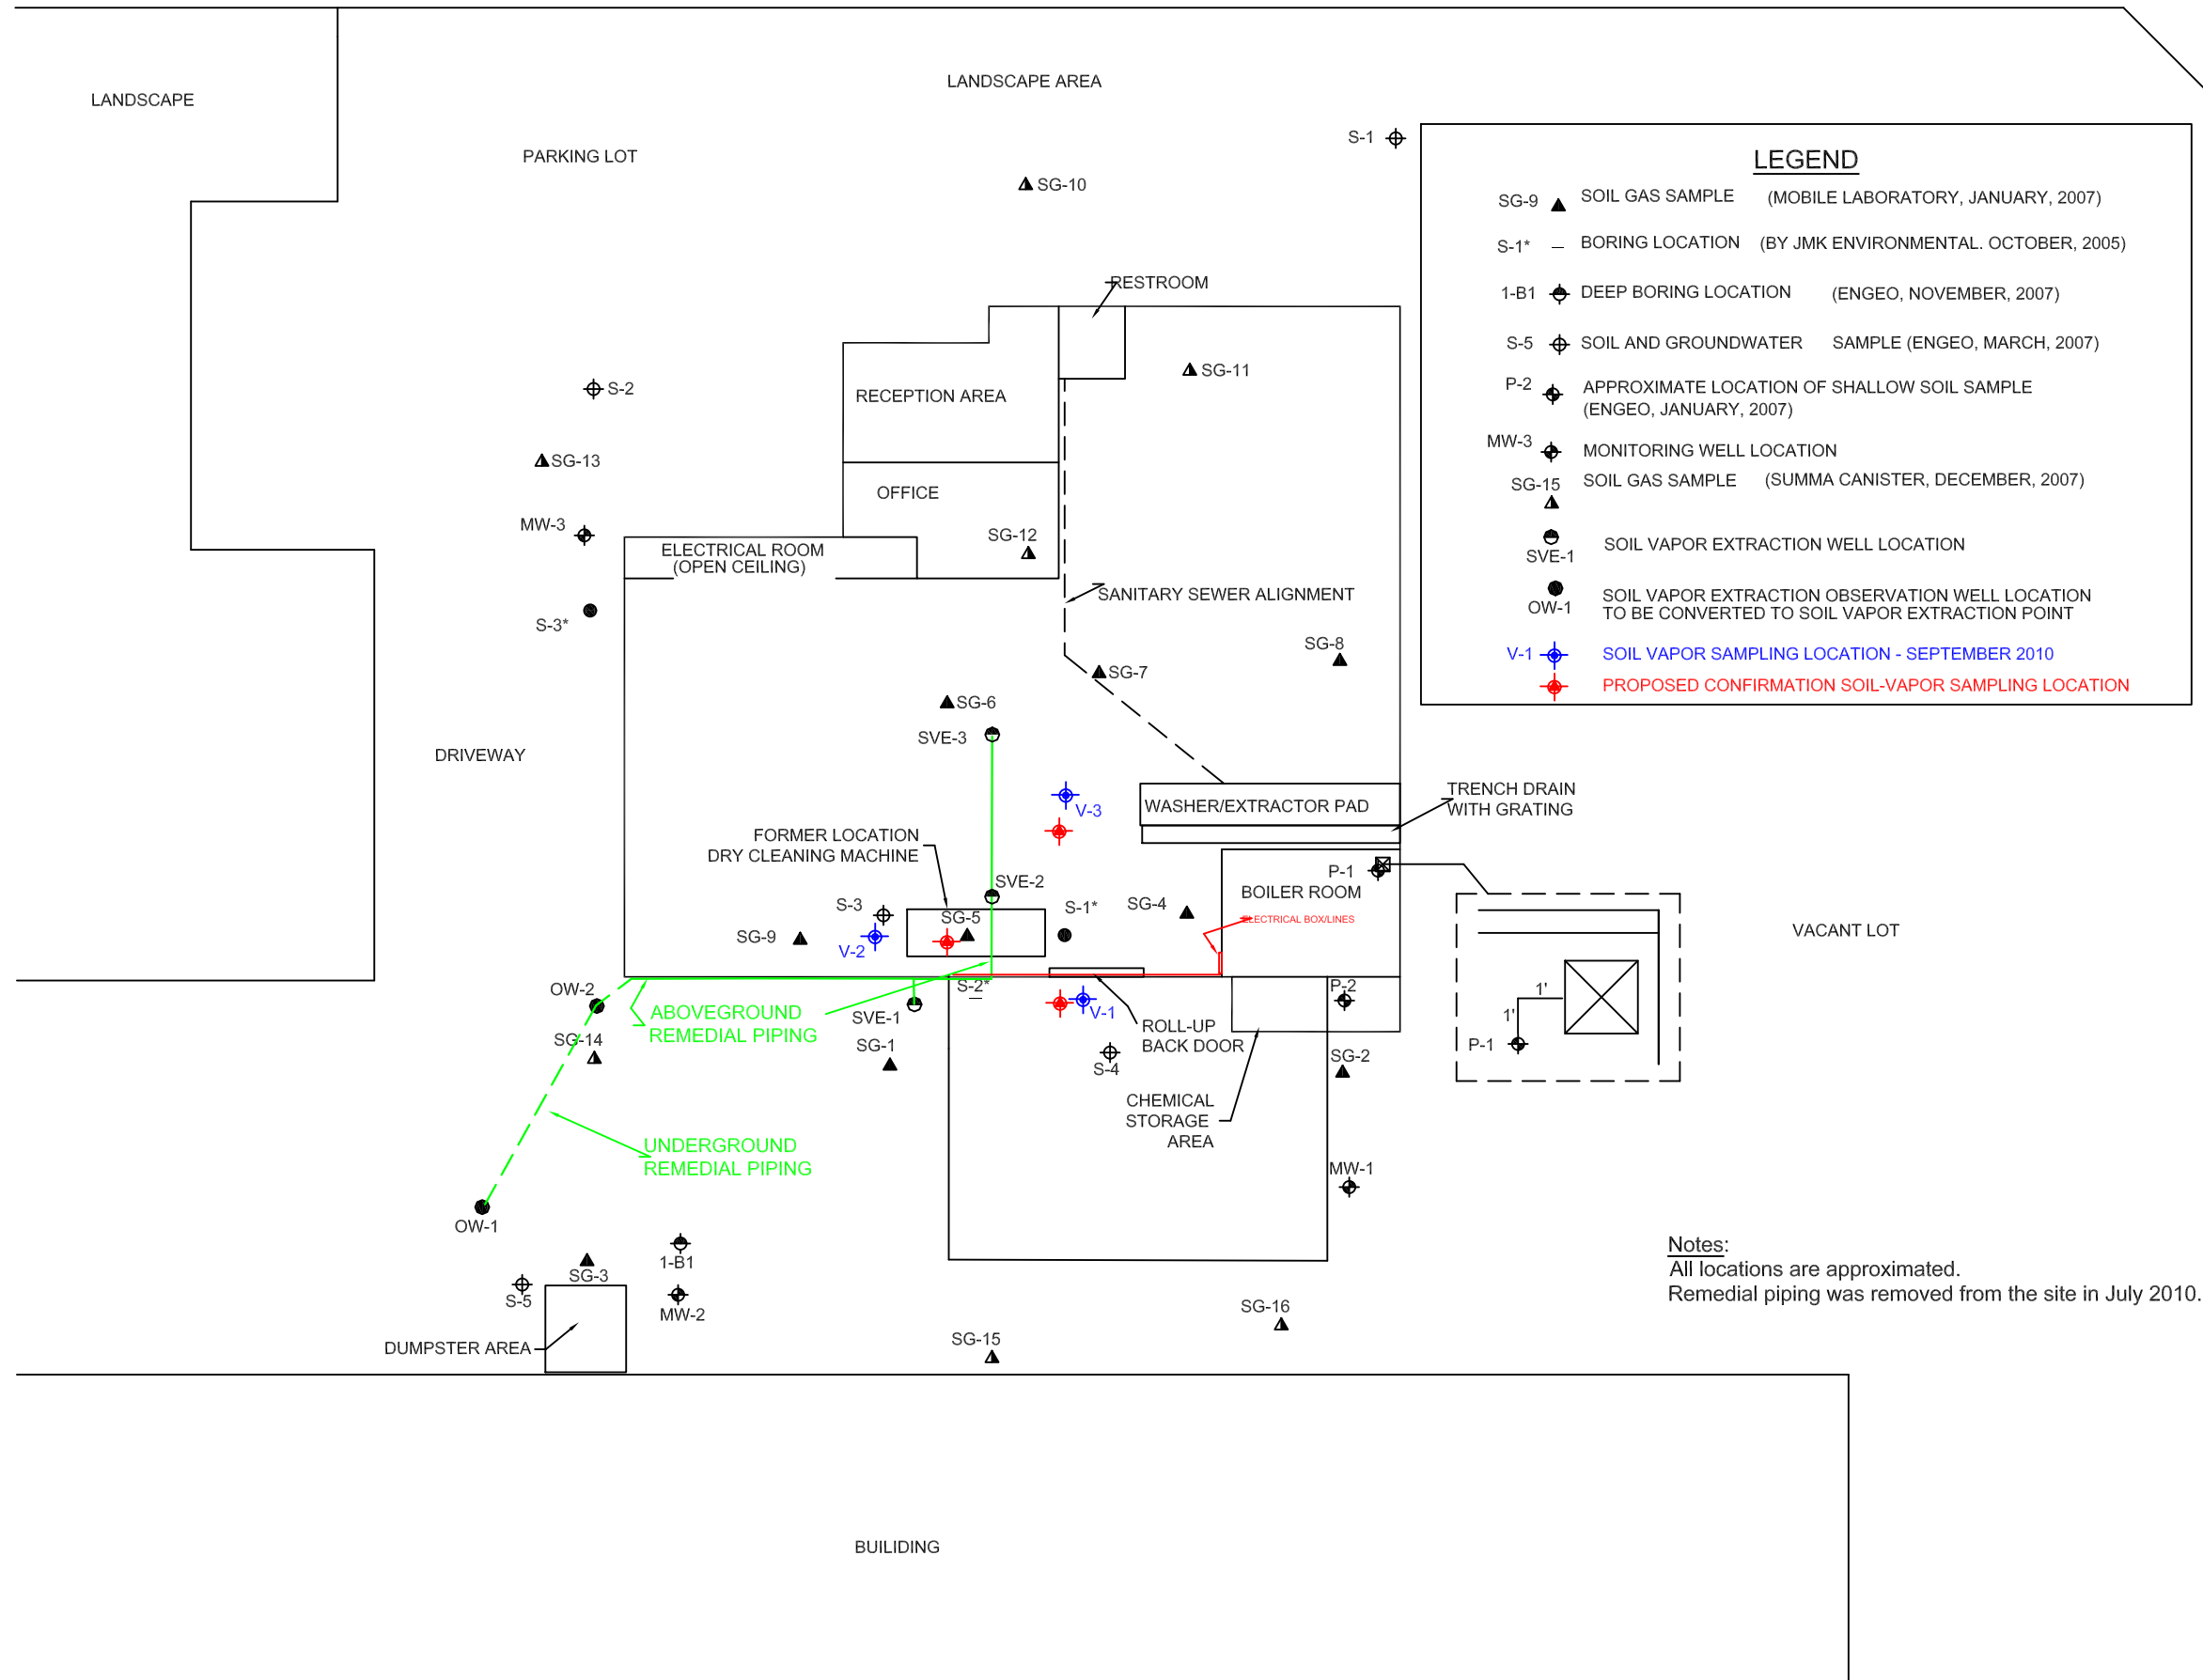 LANDSCAPE AREA
LANDSCAPE
PARKING LOT
S-1
SG-10
LEGEND
SG-9 SOIL GAS SAMPLE (MOBILE LABORATORY, JANUARY, 2007)
S-1* BORING LOCATION (BY JMK ENVIRONMENTAL. OCTOBER, 2005)
1-B1 DEEP BORING LOCATION (ENGEO, NOVEMBER, 2007)
S-5 SOIL AND GROUNDWATER SAMPLE (ENGEO, MARCH, 2007)
P-2 APPROXIMATE LOCATION OF SHALLOW SOIL SAMPLE
(ENGEO, JANUARY, 2007)
MW-3 MONITORING WELL LOCATION
SG-15 SOIL GAS SAMPLE (SUMMA CANISTER, DECEMBER, 2007)
SVE-1 SOIL VAPOR EXTRACTION WELL LOCATION
OW-1 SOIL VAPOR EXTRACTION OBSERVATION WELL LOCATION
TO BE CONVERTED TO SOIL VAPOR EXTRACTION POINT
V-1 SOIL VAPOR SAMPLING LOCATION - SEPTEMBER 2010
PROPOSED CONFIRMATION SOIL-VAPOR SAMPLING LOCATION
RESTROOM
SG-11
S-2
RECEPTION AREA
SG-13
OFFICE
MW-3
SG-12
ELECTRICAL ROOM
(OPEN CEILING)
SANITARY SEWER ALIGNMENT
S-3*
SG-8
SG-7
SG-6
SVE-3
DRIVEWAY
TRENCH DRAIN
WITH GRATING
WASHER/EXTRACTOR PAD
V-3
FORMER LOCATION
DRY CLEANING MACHINE
P-1
SVE-2
BOILER ROOM
S-3
SG-5
S-1*
SG-4
ELECTRICAL BOX/LINES
VACANT LOT
SG-9
V-2
OW-2
S-2*
P-2
1'
ABOVEGROUND
REMEDIAL PIPING
SVE-1
V-1
1'
ROLL-UP
BACK DOOR
SG-14
SG-1
P-1
S-4
SG-2
CHEMICAL
STORAGE
AREA
UNDERGROUND
REMEDIAL PIPING
MW-1
OW-1
1-B1
SG-3
S-5
MW-2
SG-16
SG-15
DUMPSTER AREA
Notes:
All locations are approximated.
Remedial piping was removed from the site in July 2010.
BUILIDING